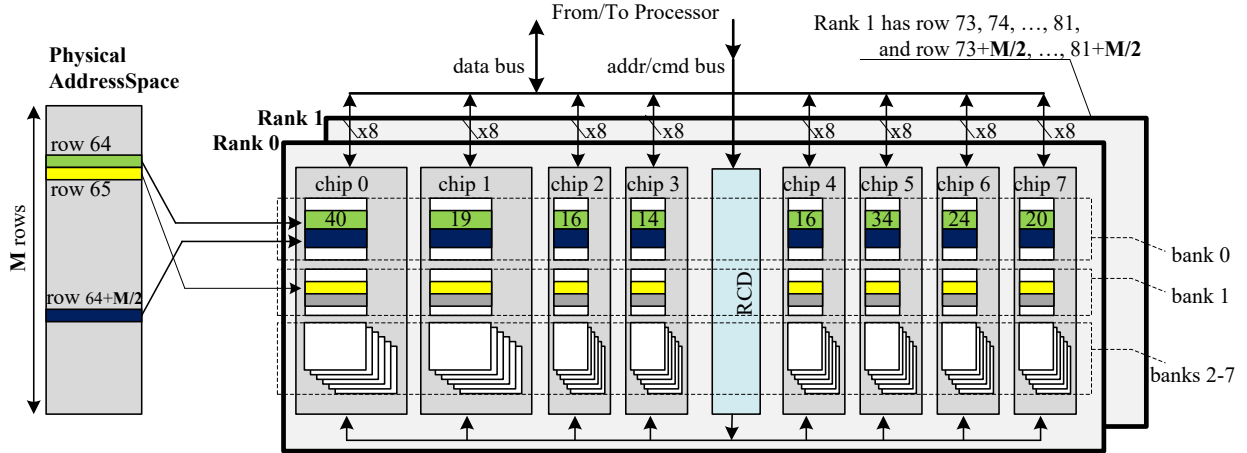 From/To Processor
Rank 1 has row 73, 74, …, 81,
and row 73+M/2, …, 81+M/2
Physical
AddressSpace
data bus
addr/cmd bus
Rank 1
Rank 0
x8 x8 x8 x8 x8 x8 x8 x8
row 64
row 65
chip 0 chip 1 chip 2 chip 3 chip 4 chip 5 chip 6 chip 7
40 19 16 14 16 34 24 20
M rows
bank 0
RCD
bank 1
row 64+M/2
banks 2-7